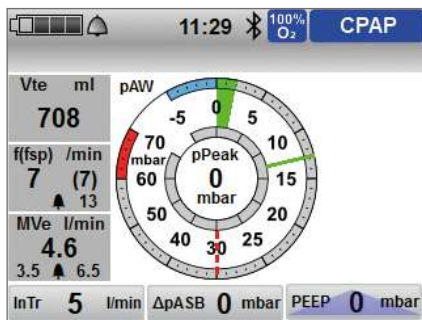 11:29 100% O₂ CPAP
Vte ml
708
f(fsp) /min
7 (7)
13
MVe l/min
4.6
3.5 6.5
pAW
-5 0 5 10 15 20 25 30 40 50 60 70
mbar
pPeak
0
mbar
InTr 5 l/min ΔpASB 0 mbar PEEP 0 mbar